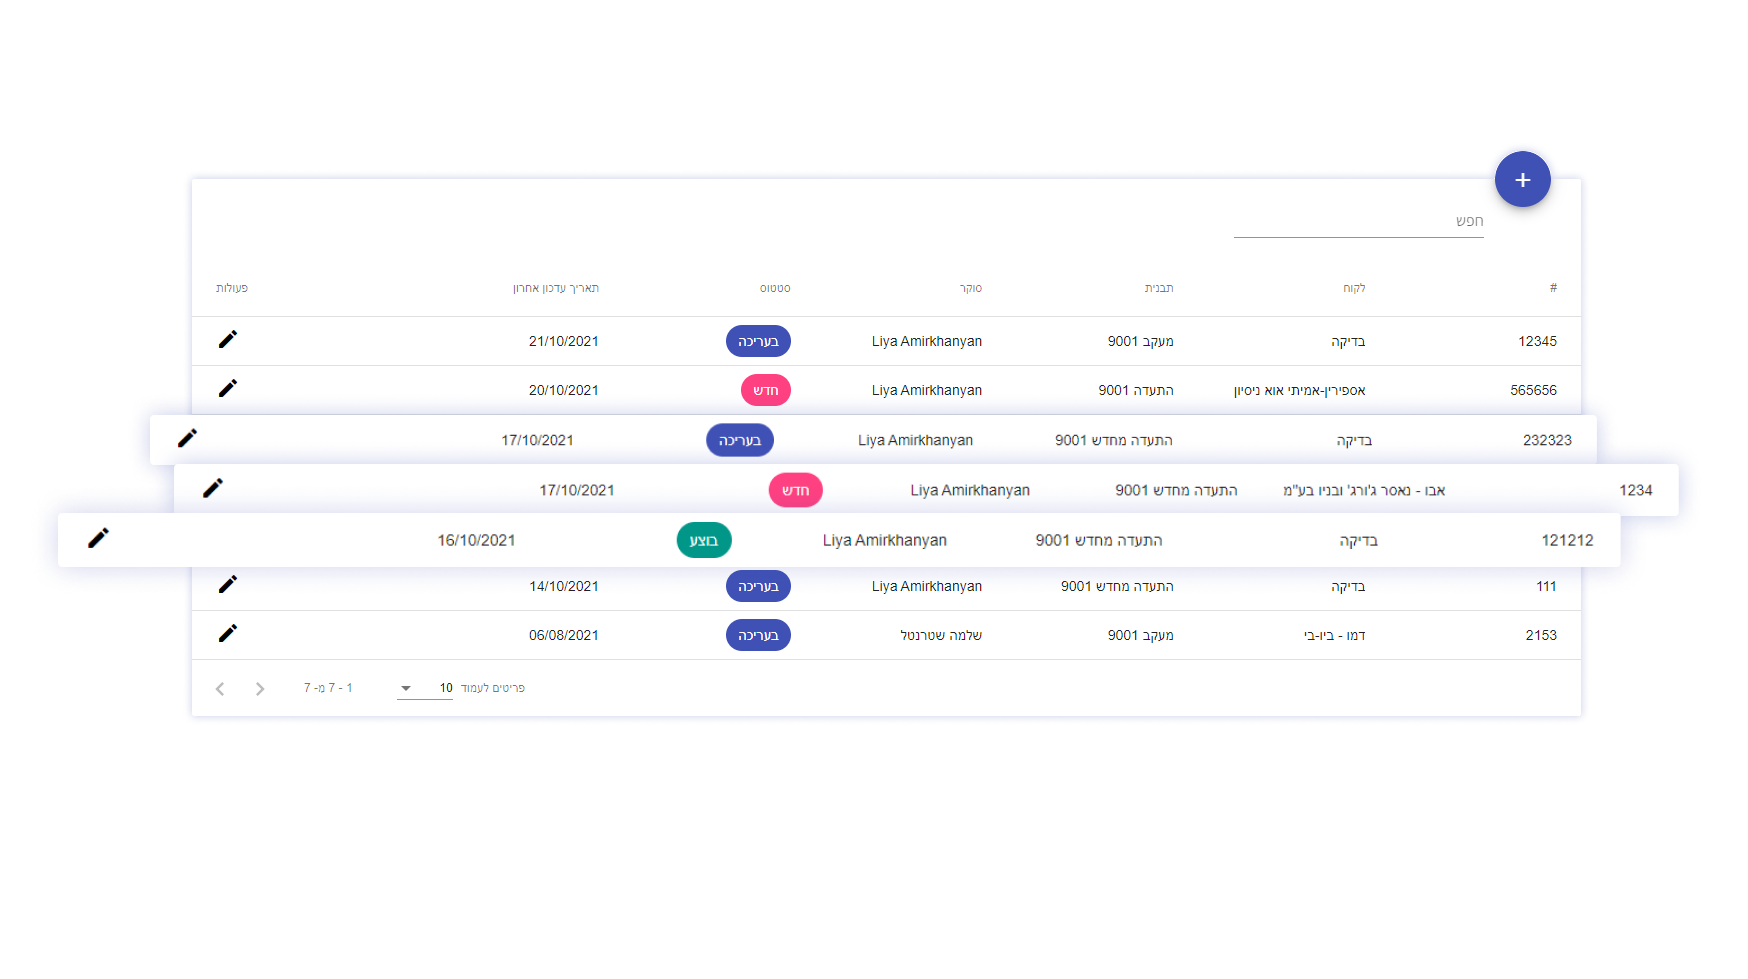 +
חפש
# לקוח תבנית סוקר סטטוס תאריך עדכון אחרון פעולות
12345 בדיקה מעקב 9001 Liya Amirkhanyan בעריכה 21/10/2021
565656 אספירין-אמיתי אוא ניסיון התעדה 9001 Liya Amirkhanyan חדש 20/10/2021
232323 בדיקה התעדה מחדש 9001 Liya Amirkhanyan בעריכה 17/10/2021
1234 אבו - נאסר ג'ורג' ובניו בע"מ התעדה מחדש 9001 Liya Amirkhanyan חדש 17/10/2021
121212 בדיקה התעדה מחדש 9001 Liya Amirkhanyan בוצע 16/10/2021
111 בדיקה התעדה מחדש 9001 Liya Amirkhanyan בעריכה 14/10/2021
2153 דמו - ביו-בי מעקב 9001 שלמה שטרנטל בעריכה 06/08/2021
פריטים לעמוד 10 1 - 7 מ- 7